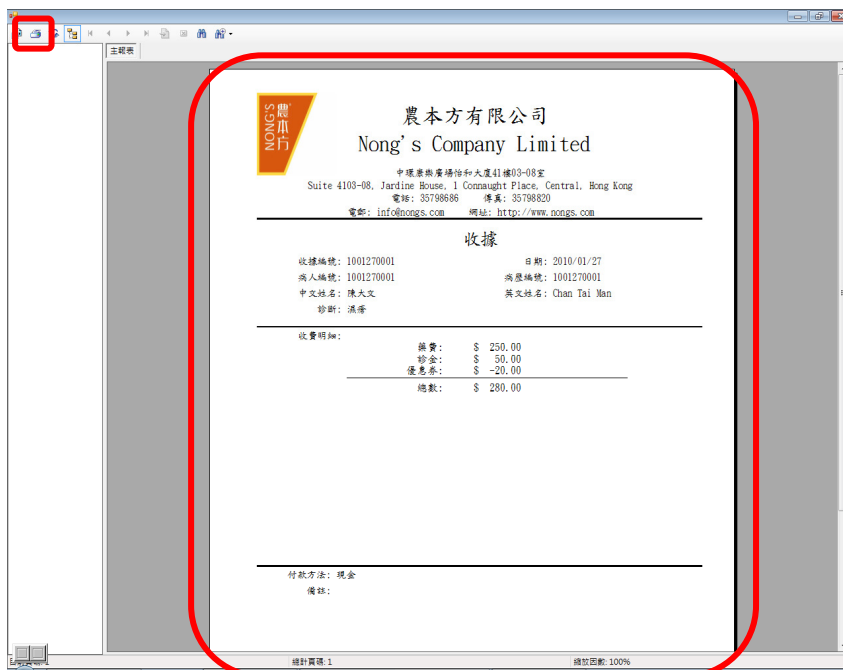 主報表
NONG'S
農本方
農本方有限公司
Nong's Company Limited
中環康樂廣場怡和大廈41樓03-08室
Suite 4103-08, Jardine House, 1 Connaught Place, Central, Hong Kong
電話: 35798686 傳真: 35798820
電郵: info@nongs.com 網址: http://www.nongs.com
收據
收據編號: 1001270001 日期: 2010/01/27
病人編號: 1001270001 病歷編號: 1001270001
中文姓名: 陳大文 英文姓名: Chan Tai Man
診斷: 濕疹
收費明細:
藥費: $ 250.00
診金: $ 50.00
優惠券: $ -20.00
總數: $ 280.00
付款方法: 現金
備註:
總計頁碼: 1 縮放因數: 100%